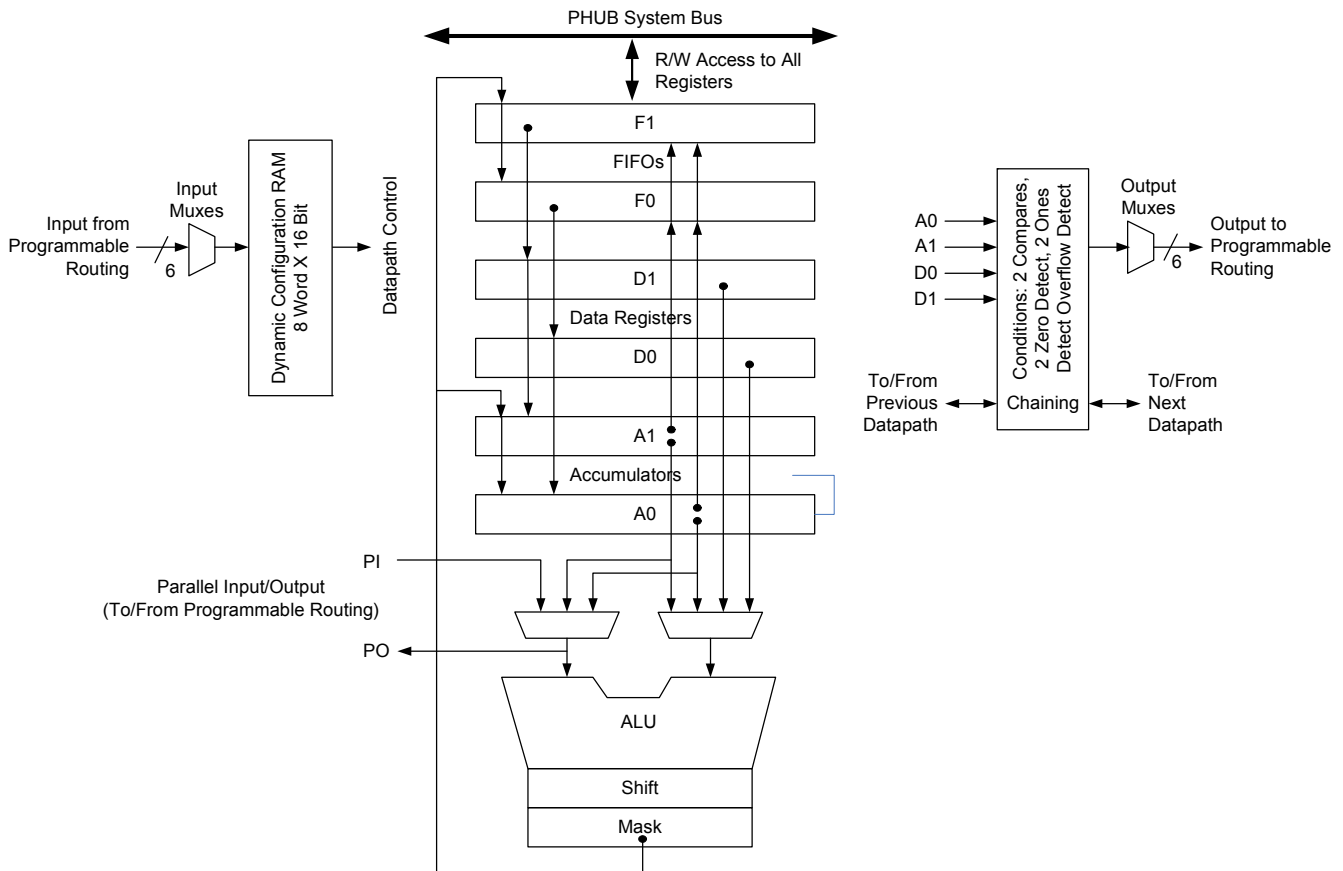 PHUB System Bus
R/W Access to All
Registers
F1
FIFOs
F0
D1
Data Registers
D0
A1
Accumulators
A0
Input from
Programmable
Routing
6
Input
Muxes
Dynamic Configuration RAM
8 Word X 16 Bit
Datapath Control
PI
Parallel Input/Output
(To/From Programmable Routing)
PO
ALU
Shift
Mask
A0
A1
D0
D1
Conditions: 2 Compares,
2 Zero Detect, 2 Ones
Detect Overflow Detect
Chaining
Output
Muxes
6
Output to
Programmable
Routing
To/From
Previous
Datapath
To/From
Next
Datapath